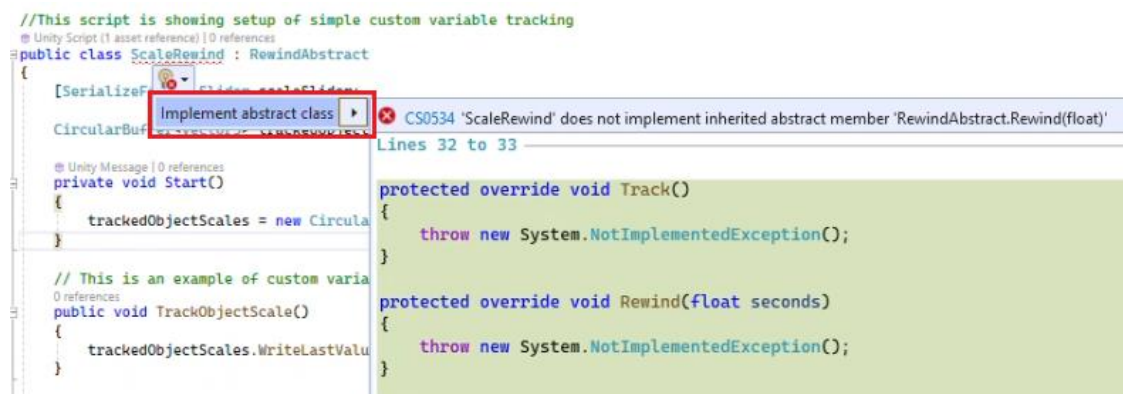 //This script is showing setup of simple custom variable tracking
Unity Script (1 asset reference) | 0 references
public class ScaleRewind : RewindAbstract
{
[SerializeF
Implement abstract class
CS0534 'ScaleRewind' does not implement inherited abstract member 'RewindAbstract.Rewind(float)'
CircularBuf
Lines 32 to 33
Unity Message | 0 references
private void Start()
{
trackedObjectScales = new Circula
}
// This is an example of custom varia
0 references
public void TrackObjectScale()
{
trackedObjectScales.WriteLastValu
}
protected override void Track()
{
throw new System.NotImplementedException();
}
protected override void Rewind(float seconds)
{
throw new System.NotImplementedException();
}